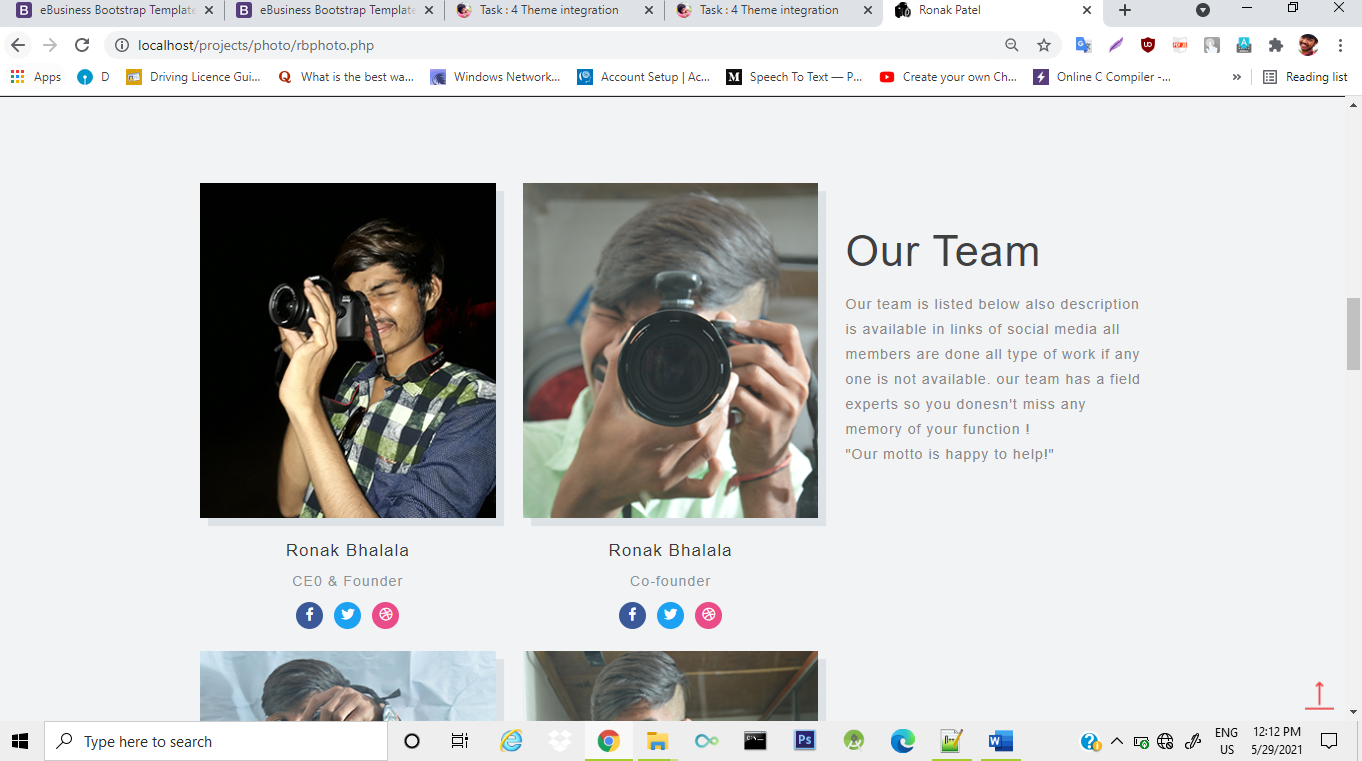 eBusiness Bootstrap Template
eBusiness Bootstrap Template
Task : 4 Theme integration
Task : 4 Theme integration
Ronak Patel
localhost/projects/photo/rbphoto.php
Apps
D
Driving Licence Gui...
What is the best wa...
Windows Network...
Account Setup | Ac...
Speech To Text — P...
Create your own Ch...
Online C Compiler -...
»
Reading list
Our Team
Our team is listed below also description
is available in links of social media all
members are done all type of work if any
one is not available. our team has a field
experts so you donesn't miss any
memory of your function !
"Our motto is happy to help!"
Ronak Bhalala
CE0 & Founder
Ronak Bhalala
Co-founder
Type here to search
ENG
US
12:12 PM
5/29/2021